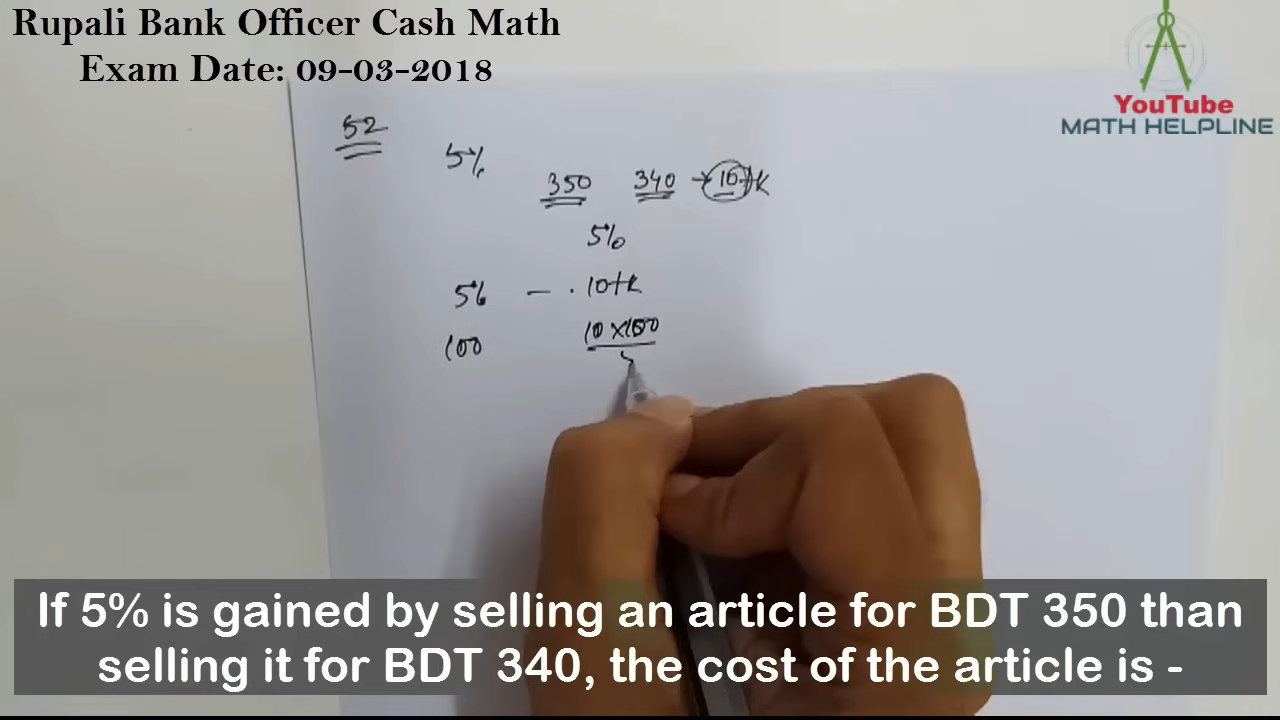 Rupali Bank Officer Cash Math
Exam Date: 09-03-2018
YouTube
MATH HELPLINE
52
5%
350 340 → 10tk
5%
5% - . 10tk
100 10 x 100
5
If 5% is gained by selling an article for BDT 350 than
selling it for BDT 340, the cost of the article is -